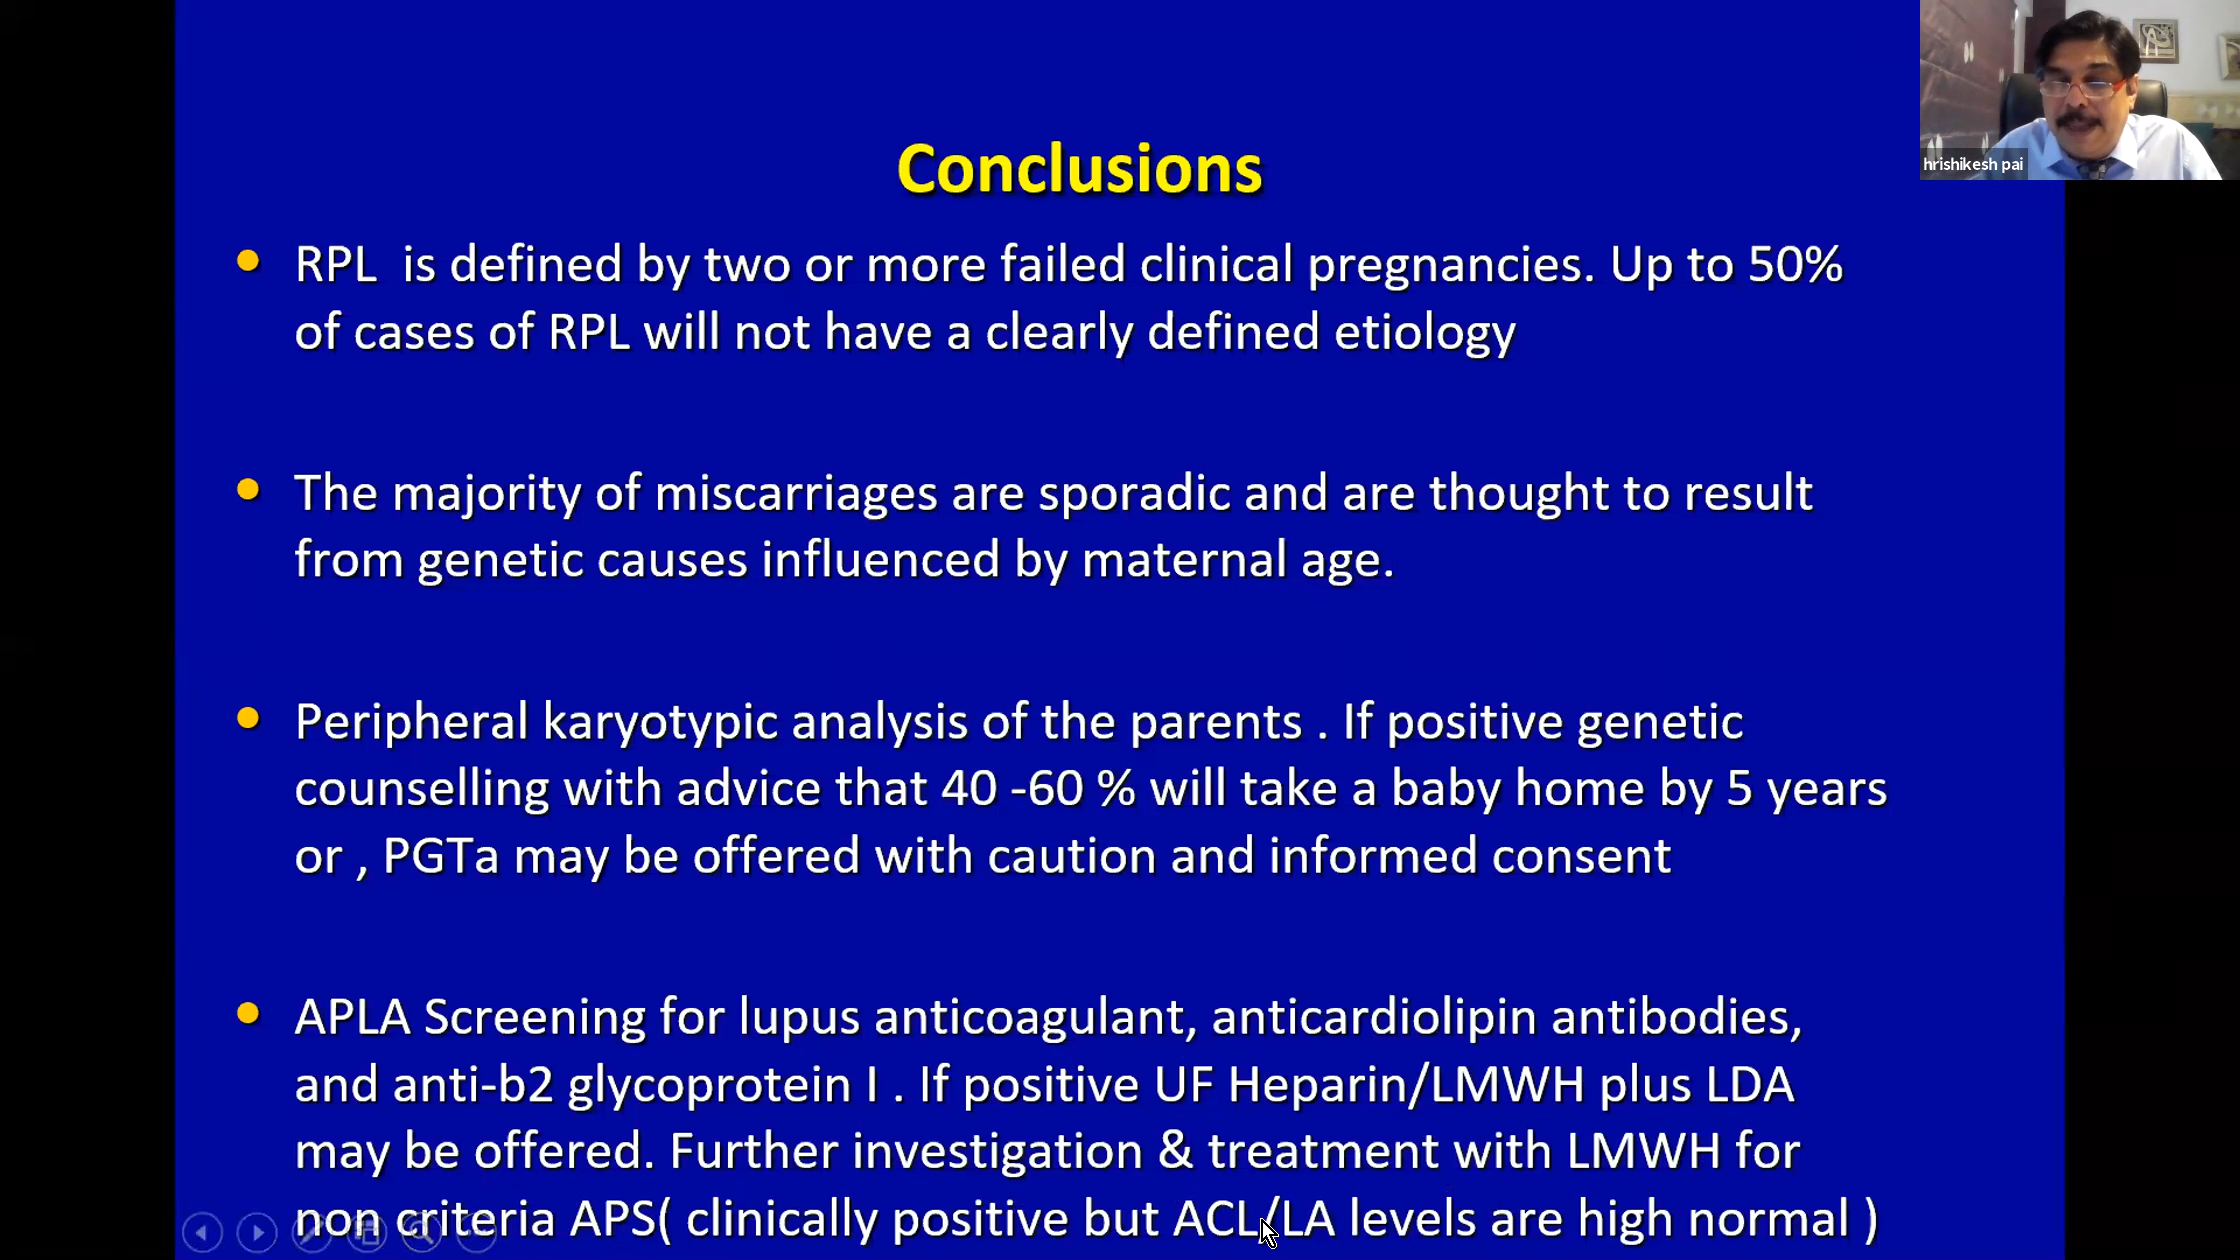 Conclusions
hrishikesh pai
RPL is defined by two or more failed clinical pregnancies. Up to 50%
of cases of RPL will not have a clearly defined etiology
The majority of miscarriages are sporadic and are thought to result
from genetic causes influenced by maternal age.
Peripheral karyotypic analysis of the parents . If positive genetic
counselling with advice that 40 -60 % will take a baby home by 5 years
or , PGTa may be offered with caution and informed consent
APLA Screening for lupus anticoagulant, anticardiolipin antibodies,
and anti-b2 glycoprotein I . If positive UF Heparin/LMWH plus LDA
may be offered. Further investigation & treatment with LMWH for
non criteria APS( clinically positive but ACL/LA levels are high normal )